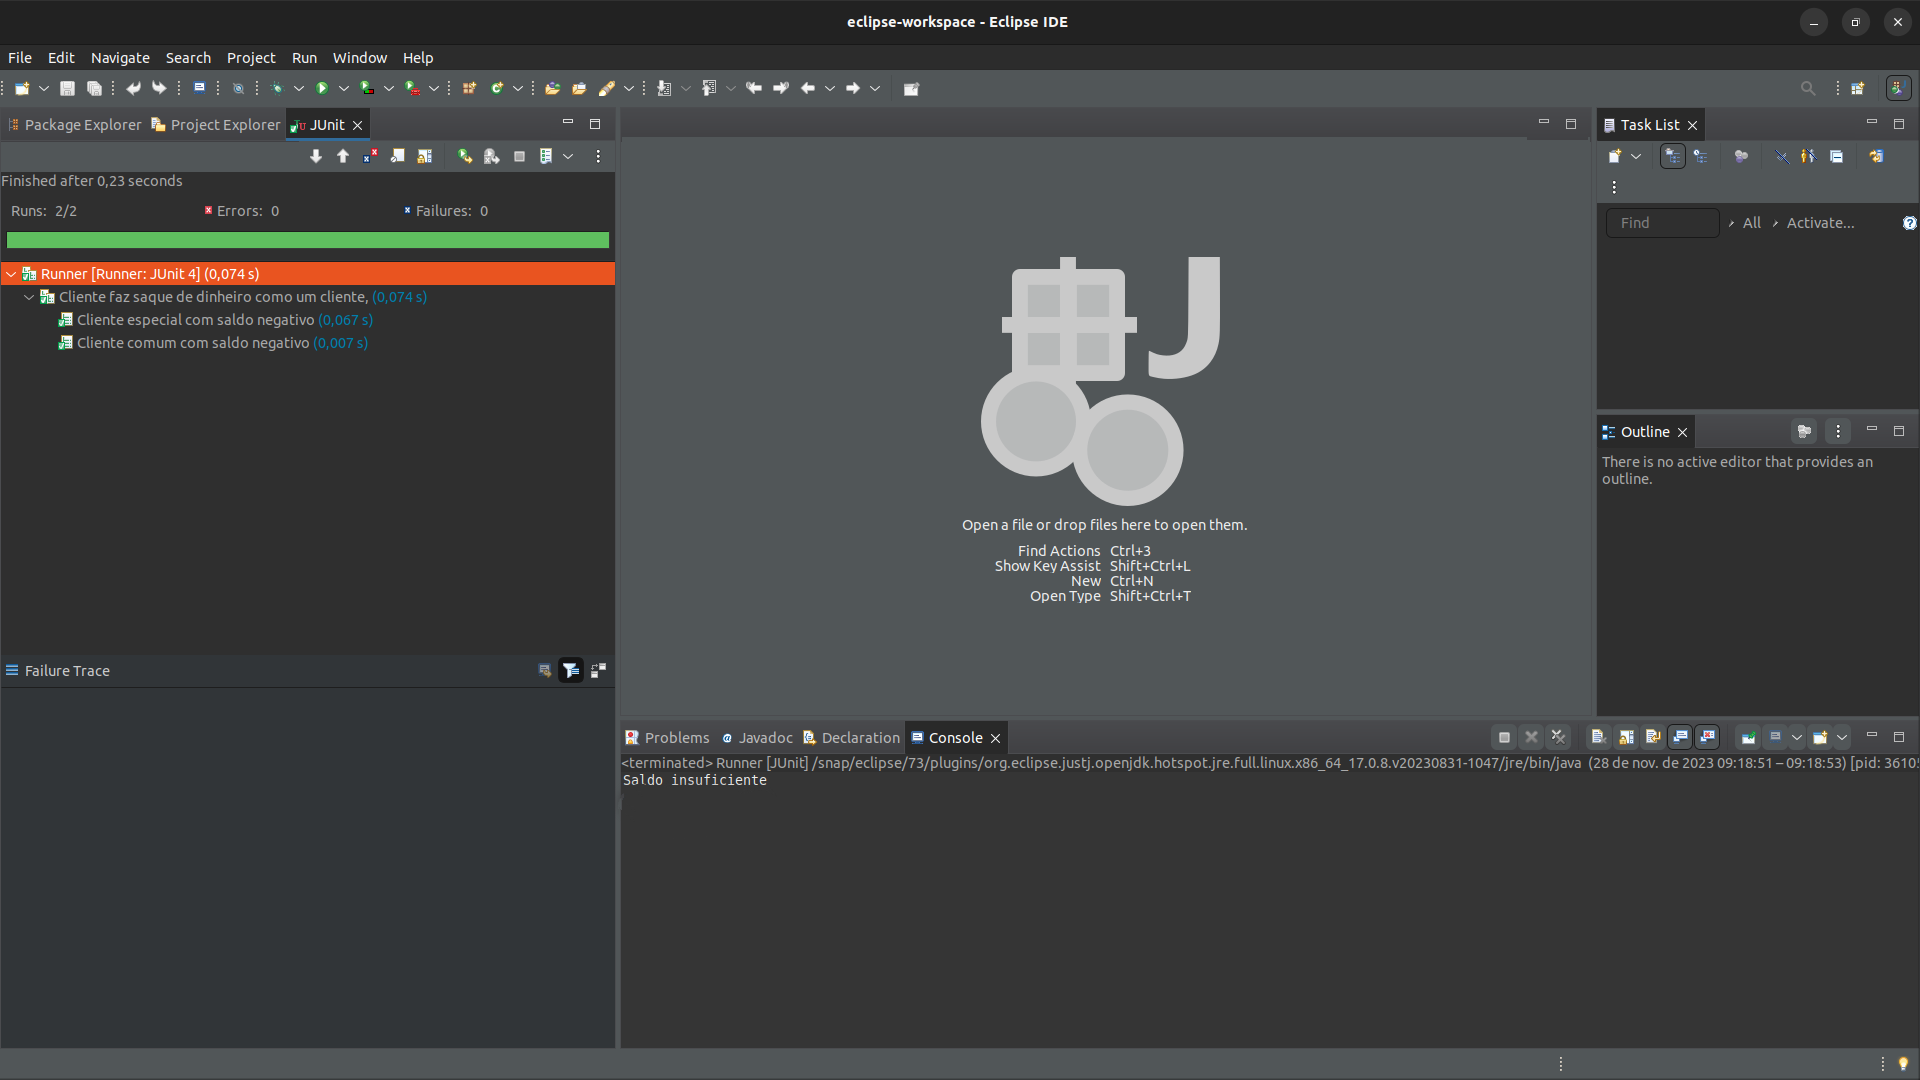 eclipse-workspace - Eclipse IDE
File Edit Navigate Search Project Run Window Help
Package Explorer Project Explorer JUnit
Finished after 0,23 seconds
Runs: 2/2 Errors: 0 Failures: 0
Runner [Runner: JUnit 4] (0,074 s)
Cliente faz saque de dinheiro como um cliente, (0,074 s)
Cliente especial com saldo negativo (0,067 s)
Cliente comum com saldo negativo (0,007 s)
Failure Trace
Open a file or drop files here to open them.
Find Actions Ctrl+3
Show Key Assist Shift+Ctrl+L
New Ctrl+N
Open Type Shift+Ctrl+T
Task List
Find All Activate...
Outline
There is no active editor that provides an
outline.
Problems Javadoc Declaration Console
<terminated> Runner [JUnit] /snap/eclipse/73/plugins/org.eclipse.justj.openjdk.hotspot.jre.full.linux.x86_64_17.0.8.v20230831-1047/jre/bin/java (28 de nov. de 2023 09:18:51 – 09:18:53) [pid: 3610
Saldo insuficiente